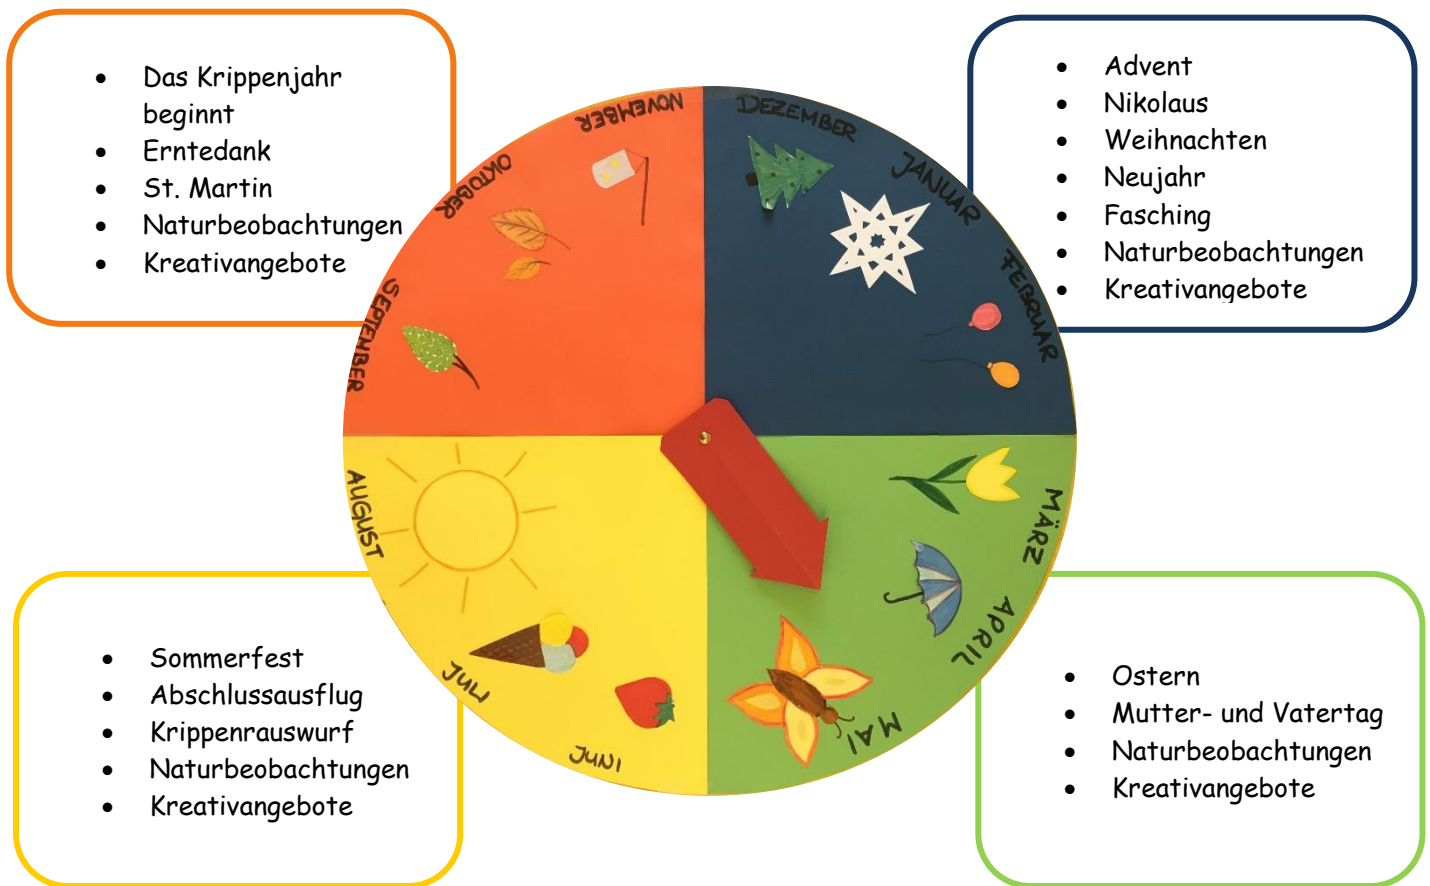 • Das Krippenjahr
beginnt
• Erntedank
• St. Martin
• Naturbeobachtungen
• Kreativangebote
• Advent
• Nikolaus
• Weihnachten
• Neujahr
• Fasching
• Naturbeobachtungen
• Kreativangebote
NOVEMBER
DEZEMBER
OKTOBER
JANUAR
SEPTEMBER
FEBRUAR
AUGUST
MÄRZ
JULI
APRIL
JUNI
MAI
• Sommerfest
• Abschlussausflug
• Krippenrauswurf
• Naturbeobachtungen
• Kreativangebote
• Ostern
• Mutter- und Vatertag
• Naturbeobachtungen
• Kreativangebote